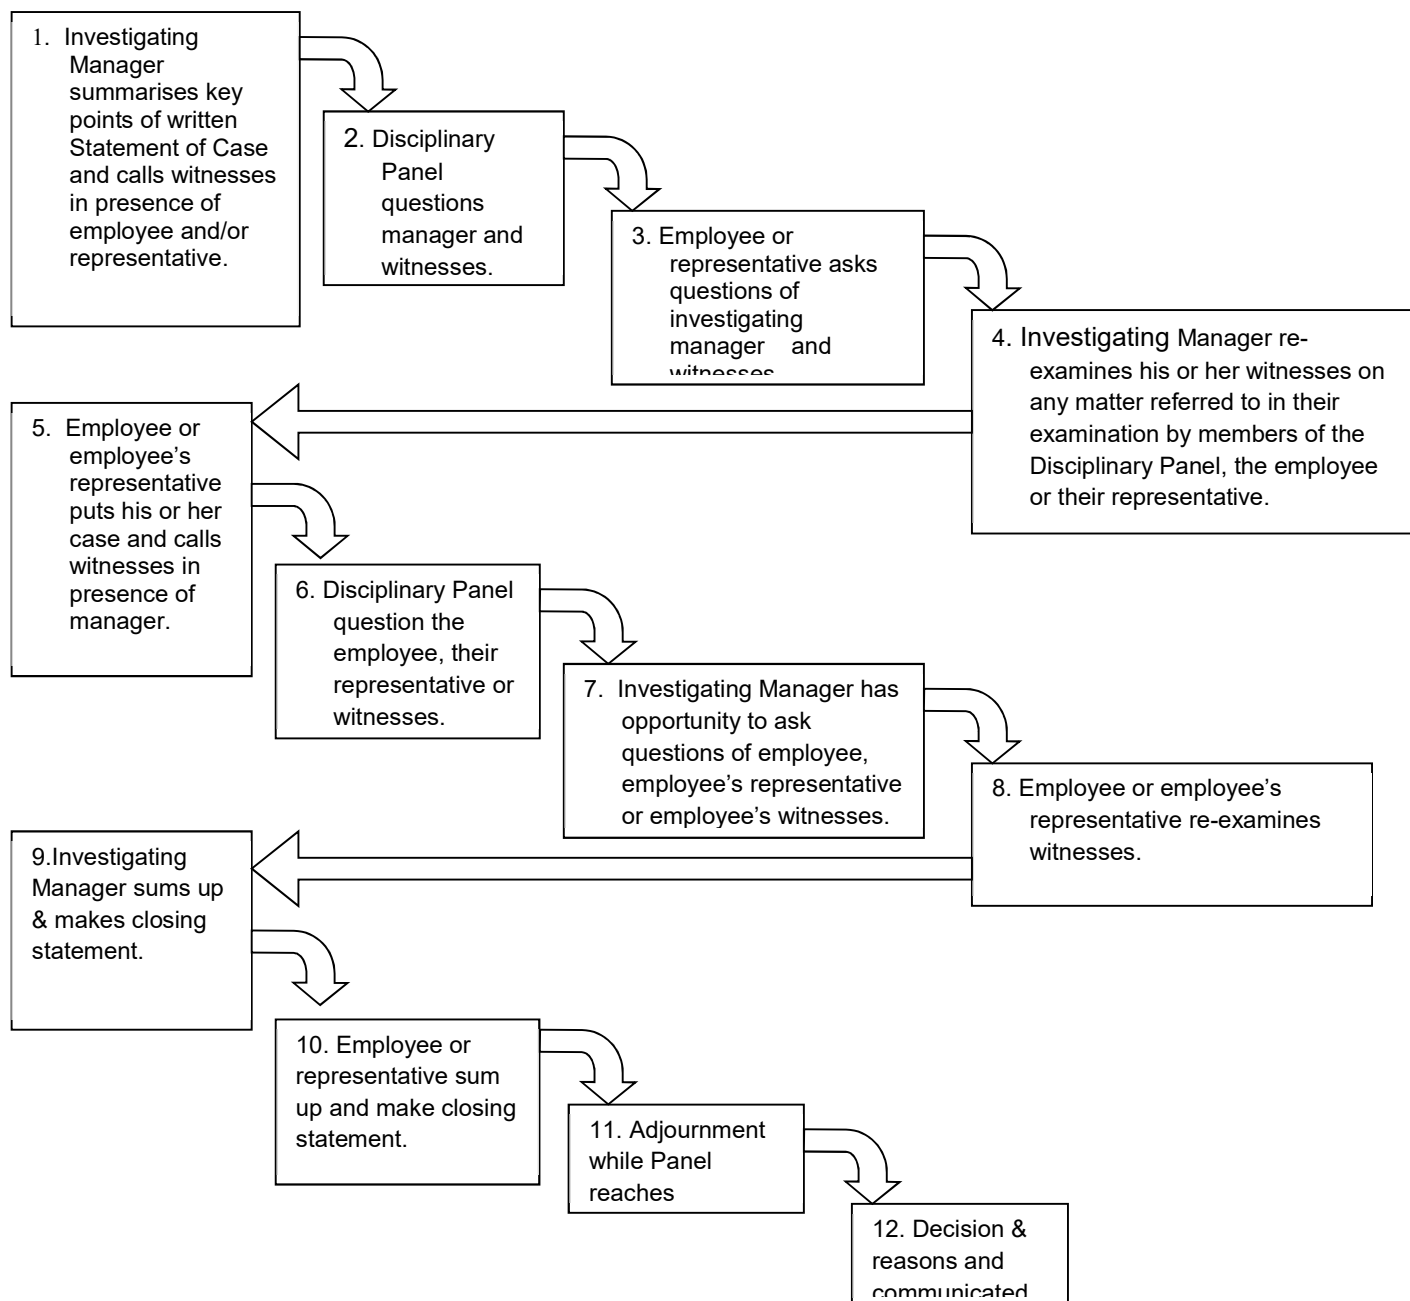 1. Investigating
Manager
summarises key
points of written
Statement of Case
and calls witnesses
in presence of
employee and/or
representative.
2. Disciplinary
Panel
questions
manager and
witnesses.
3. Employee or
representative asks
questions of
investigating
manager and
witnesses
4. Investigating Manager re-
examines his or her witnesses on
any matter referred to in their
examination by members of the
Disciplinary Panel, the employee
or their representative.
5. Employee or
employee’s
representative
puts his or her
case and calls
witnesses in
presence of
manager.
6. Disciplinary Panel
question the
employee, their
representative or
witnesses.
7. Investigating Manager has
opportunity to ask
questions of employee,
employee’s representative
or employee’s witnesses.
8. Employee or employee’s
representative re-examines
witnesses.
9.Investigating
Manager sums up
& makes closing
statement.
10. Employee or
representative sum
up and make closing
statement.
11. Adjournment
while Panel
reaches
12. Decision &
reasons and
communicated